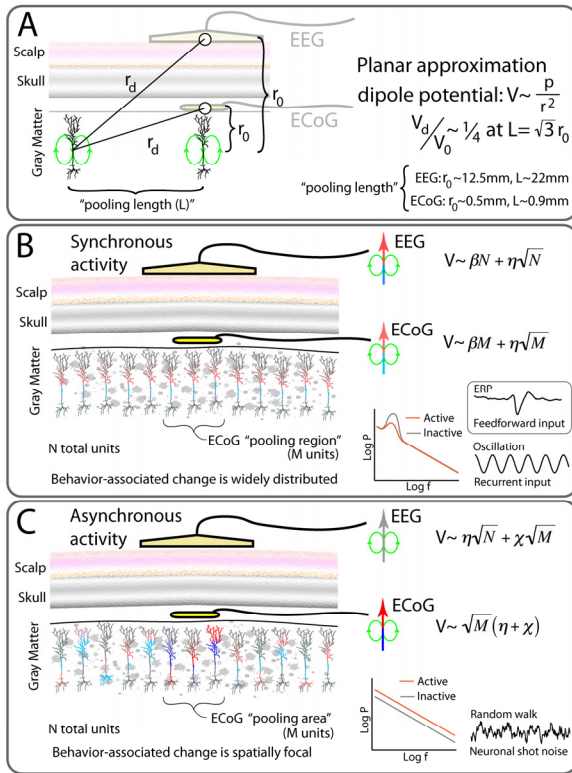 A
EEG
Scalp
Skull
Gray Matter
r_d
r_0
ECoG
r_d
r_0
"pooling length (L)"
Planar approximation
dipole potential: V~ p/r²
V_d/V_0 ~ 1/4 at L= √3 r_0
"pooling length"
EEG: r_0~12.5mm, L~22mm
ECoG: r_0~0.5mm, L~0.9mm
B
Synchronous
activity
EEG
V~ βN + η√N
Scalp
Skull
Gray Matter
ECoG
V~ βM + η√M
ECoG "pooling region"
(M units)
N total units
Behavior-associated change is widely distributed
Log P
Active
Inactive
Log f
ERP
Feedforward input
Oscillation
Recurrent input
C
Asynchronous
activity
EEG
V~ η√N + χ√M
Scalp
Skull
Gray Matter
ECoG
V~ √M(η + χ)
ECoG "pooling area"
(M units)
N total units
Behavior-associated change is spatially focal
Log P
Active
Inactive
Log f
Random walk
Neuronal shot noise